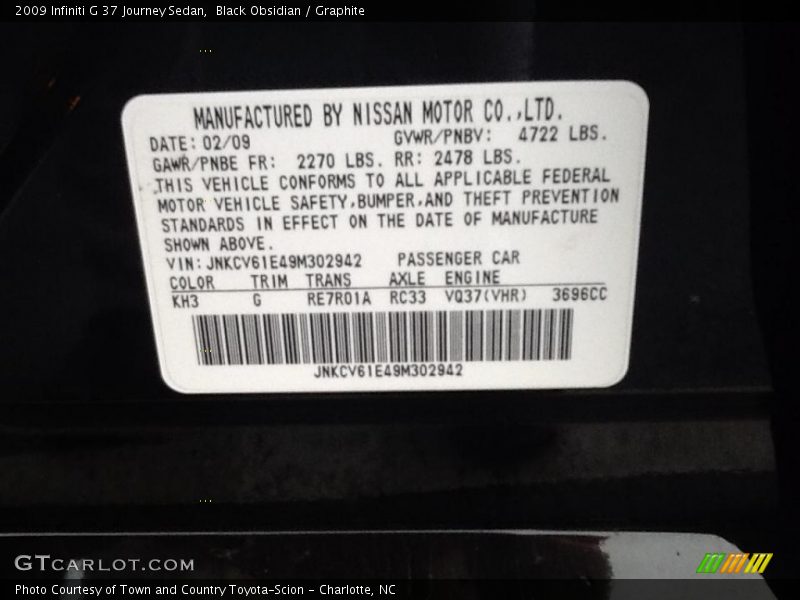 2009 Infiniti G 37 Journey Sedan, Black Obsidian / Graphite
MANUFACTURED BY NISSAN MOTOR CO.,LTD.
DATE: 02/09 GVWR/PNBV: 4722 LBS.
GAWR/PNBE FR: 2270 LBS. RR: 2478 LBS.
THIS VEHICLE CONFORMS TO ALL APPLICABLE FEDERAL
MOTOR VEHICLE SAFETY,BUMPER,AND THEFT PREVENTION
STANDARDS IN EFFECT ON THE DATE OF MANUFACTURE
SHOWN ABOVE.
VIN: JNKCV61E49M302942 PASSENGER CAR
COLOR TRIM TRANS AXLE ENGINE
KH3 G RE7R01A RC33 VQ37(VHR) 3696CC
JNKCV61E49M302942
GTCARLOT.COM
Photo Courtesy of Town and Country Toyota-Scion - Charlotte, NC